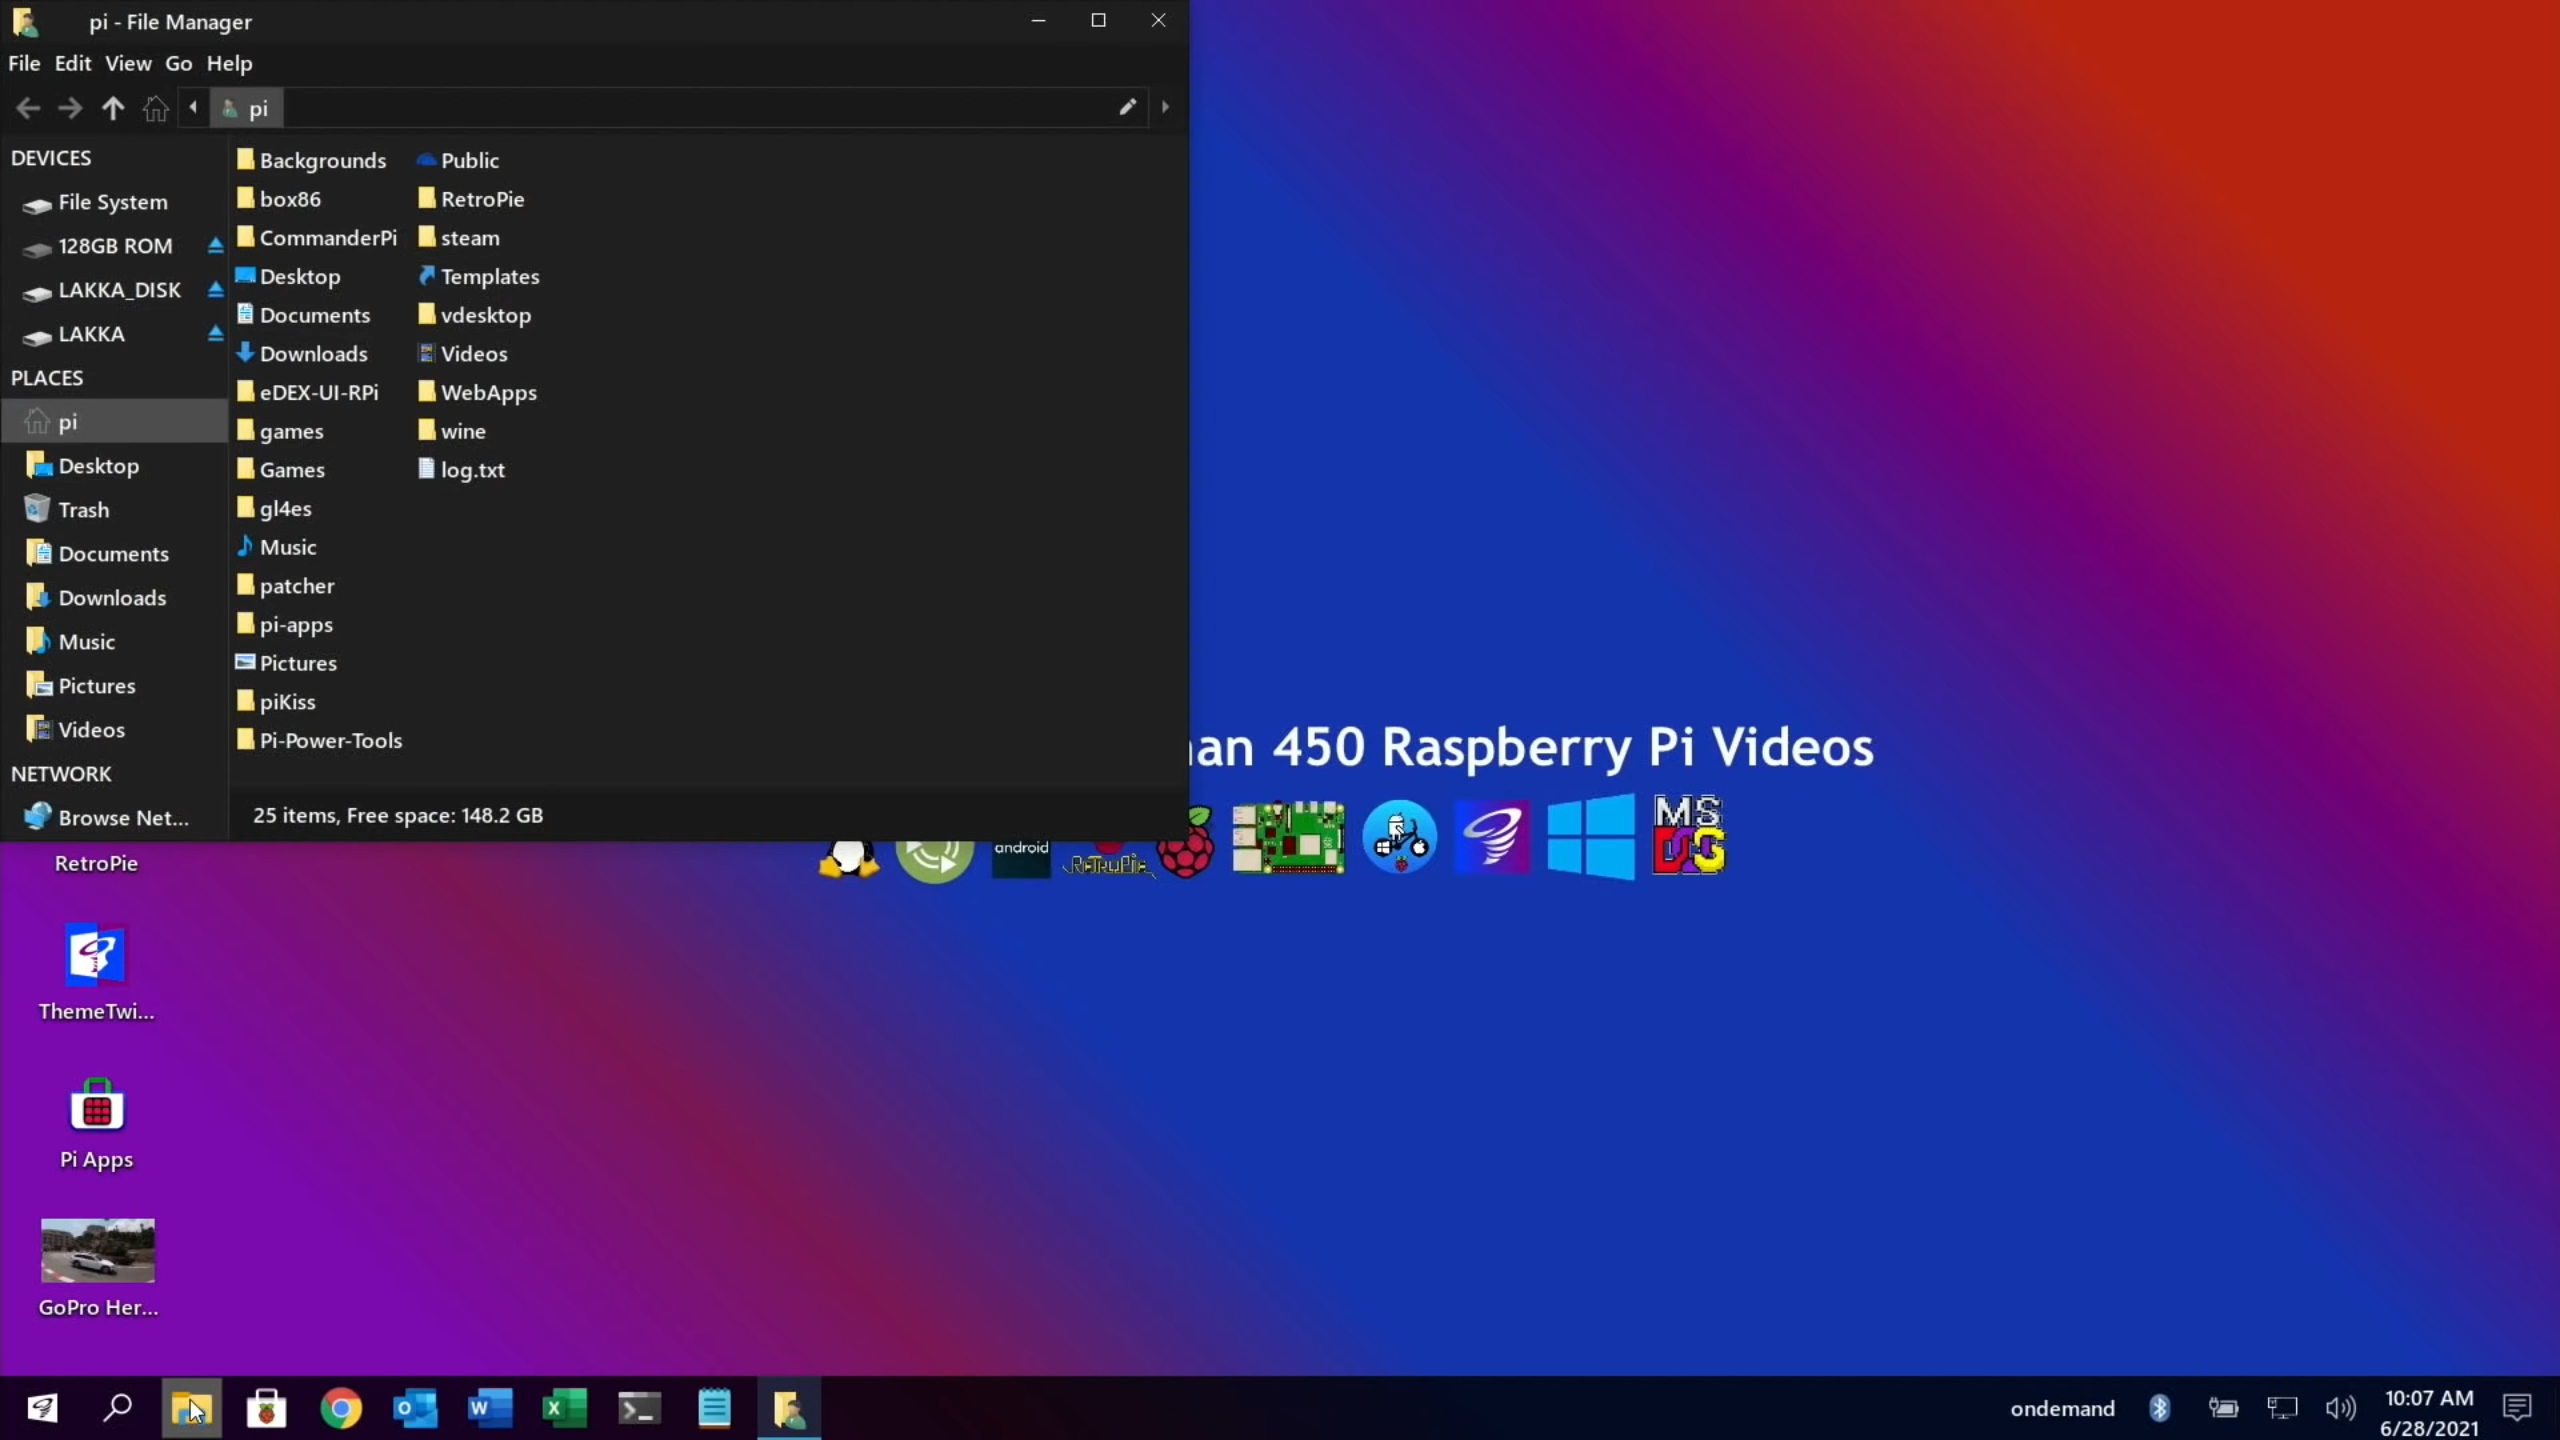 pi - File Manager
File Edit View Go Help
pi
DEVICES
File System
128GB ROM
LAKKA_DISK
LAKKA
PLACES
pi
Desktop
Trash
Documents
Downloads
Music
Pictures
Videos
NETWORK
Browse Net...
Backgrounds
box86
CommanderPi
Desktop
Documents
Downloads
eDEX-UI-RPi
games
Games
gl4es
Music
patcher
pi-apps
Pictures
piKiss
Pi-Power-Tools
Public
RetroPie
steam
Templates
vdesktop
Videos
WebApps
wine
log.txt
25 items, Free space: 148.2 GB
an 450 Raspberry Pi Videos
android
RETROPIE
MS
DOS
RetroPie
ThemeTwi...
Pi Apps
GoPro Her...
ondemand
10:07 AM
6/28/2021